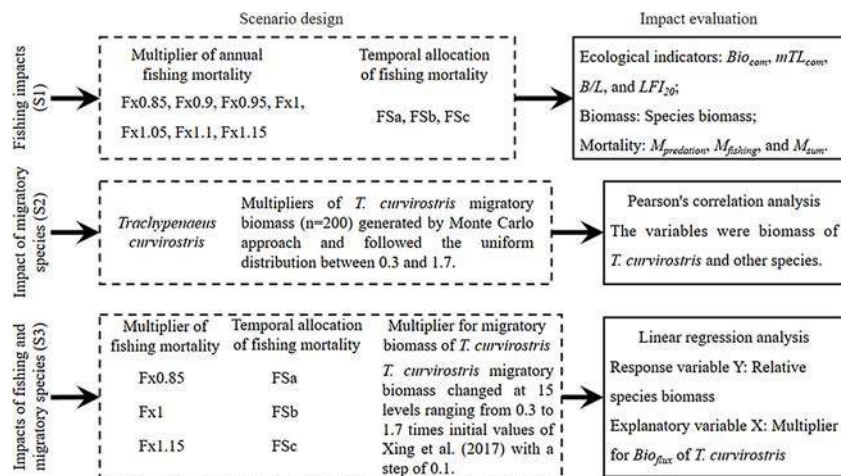 Scenario design
Impact evaluation
Fishing impacts
(S1)
Multiplier of annual
fishing mortality
Fx0.85, Fx0.9, Fx0.95, Fx1,
Fx1.05, Fx1.1, Fx1.15
Temporal allocation
of fishing mortality
FSa, FSb, FSc
Ecological indicators: Bio_com, mTL_com,
B/L, and LFI_20;
Biomass: Species biomass;
Mortality: M_predation, M_fishing, and M_sum.
Impact of migratory
species (S2)
Trachypenaeus
curvirostris
Multipliers of T. curvirostris migratory
biomass (n=200) generated by Monte Carlo
approach and followed the uniform
distribution between 0.3 and 1.7.
Pearson's correlation analysis
The variables were biomass of
T. curvirostris and other species.
Impacts of fishing and
migratory species (S3)
Multiplier of
fishing mortality
Fx0.85
Fx1
Fx1.15
Temporal allocation
of fishing mortality
FSa
FSb
FSc
Multiplier for migratory
biomass of T. curvirostris
T. curvirostris migratory
biomass changed at 15
levels ranging from 0.3 to
1.7 times initial values of
Xing et al. (2017) with a
step of 0.1.
Linear regression analysis
Response variable Y: Relative
species biomass
Explanatory variable X: Multiplier
for Bio_flux of T. curvirostris